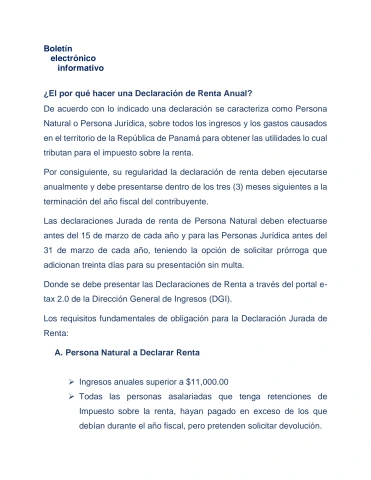 Boletín
electrónico
informativo
¿El por qué hacer una Declaración de Renta Anual?
De acuerdo con lo indicado una declaración se caracteriza como Persona
Natural o Persona Jurídica, sobre todos los ingresos y los gastos causados
en el territorio de la República de Panamá para obtener las utilidades lo cual
tributan para el impuesto sobre la renta.
Por consiguiente, su regularidad la declaración de renta deben ejecutarse
anualmente y debe presentarse dentro de los tres (3) meses siguientes a la
terminación del año fiscal del contribuyente.
Las declaraciones Jurada de renta de Persona Natural deben efectuarse
antes del 15 de marzo de cada año y para las Personas Jurídica antes del
31 de marzo de cada año, teniendo la opción de solicitar prórroga que
adicionan treinta días para su presentación sin multa.
Donde se debe presentar las Declaraciones de Renta a través del portal e-
tax 2.0 de la Dirección General de Ingresos (DGI).
Los requisitos fundamentales de obligación para la Declaración Jurada de
Renta:
A. Persona Natural a Declarar Renta
➢ Ingresos anuales superior a $11,000.00
➢ Todas las personas asalariadas que tenga retenciones de
Impuesto sobre la renta, hayan pagado en exceso de los que
debían durante el año fiscal, pero pretenden solicitar devolución.